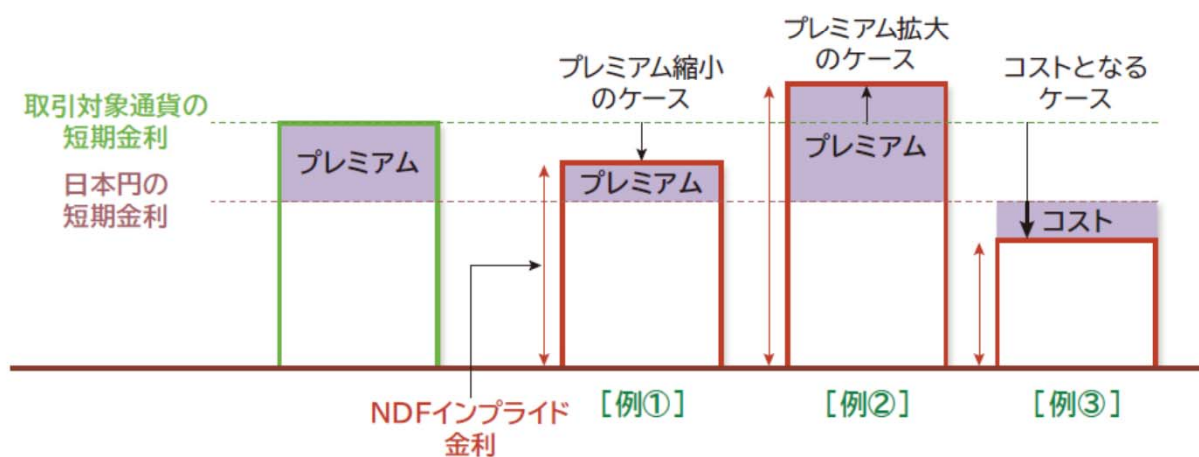 プレミアム縮小
のケース
プレミアム拡大
のケース
コストとなる
ケース
取引対象通貨の
短期金利
日本円の
短期金利
プレミアム
プレミアム
プレミアム
コスト
NDFインプライド
金利
[例①]
[例②]
[例③]